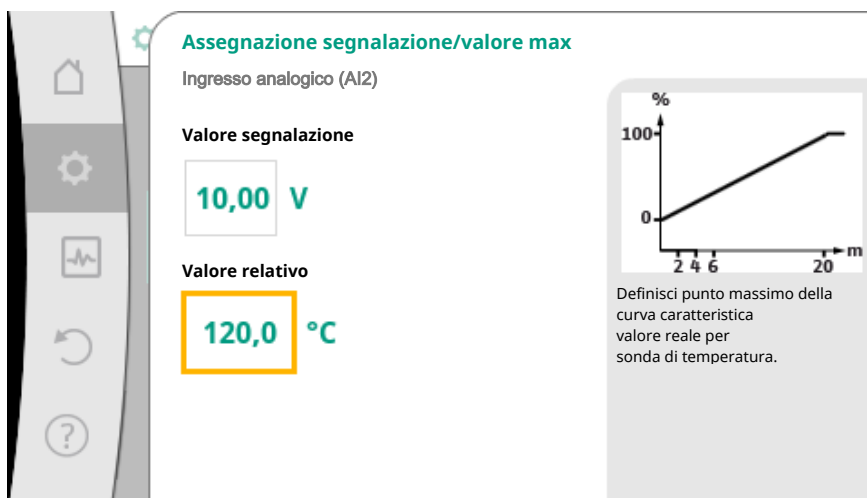 Assegnazione segnalazione/valore max
Ingresso analogico (AI2)
Valore segnalazione
10,00 V
Valore relativo
120,0 °C
%
100
0
2 4 6 20 m
Definisci punto massimo della
curva caratteristica
valore reale per
sonda di temperatura.
?